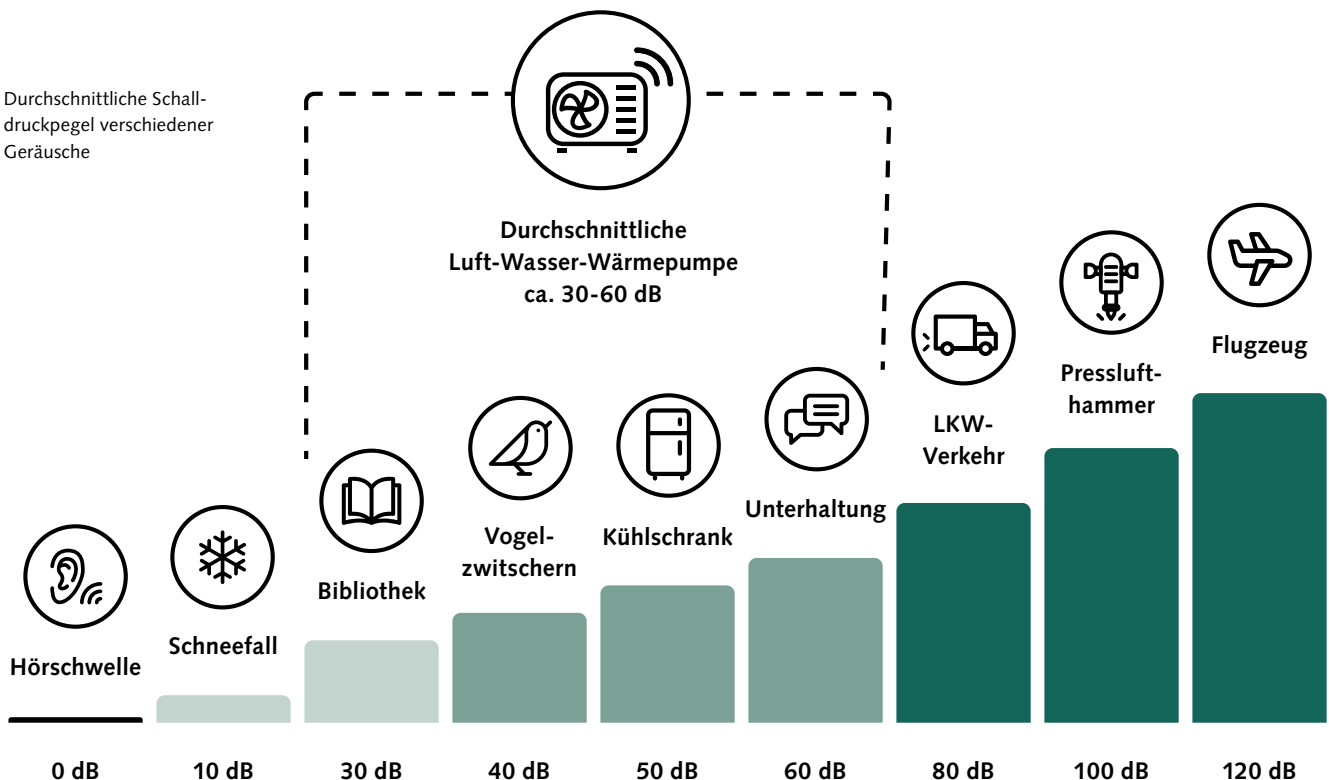 Durchschnittliche Schall-
druckpegel verschiedener
Geräusche
Durchschnittliche
Luft-Wasser-Wärmepumpe
ca. 30-60 dB
Hörschwelle
Schneefall
Bibliothek
Vogel-
zwitschern
Kühlschrank
Unterhaltung
LKW-
Verkehr
Pressluft-
hammer
Flugzeug
0 dB
10 dB
30 dB
40 dB
50 dB
60 dB
80 dB
100 dB
120 dB